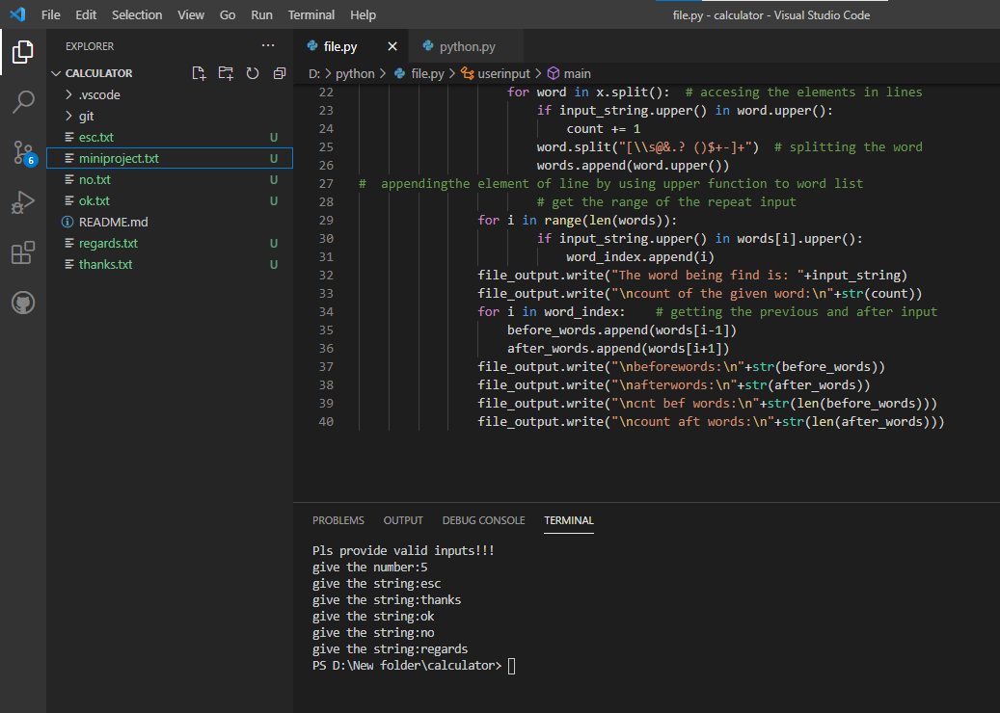 File Edit Selection View Go Run Terminal Help file.py - calculator - Visual Studio Code
EXPLORER ...
CALCULATOR
.vscode
git
esc.txt U
miniproject.txt U
no.txt U
ok.txt U
README.md
regards.txt U
thanks.txt U
6
file.py python.py
D: > python > file.py > userinput > main
22 for word in x.split():  # accesing the elements in lines
23 if input_string.upper() in word.upper():
24 count += 1
25 word.split("[\\s@&.? ()$+-]+")  # splitting the word
26 words.append(word.upper())
27 #  appendingthe element of line by using upper function to word list
28 # get the range of the repeat input
29 for i in range(len(words)):
30 if input_string.upper() in words[i].upper():
31 word_index.append(i)
32 file_output.write("The word being find is: "+input_string)
33 file_output.write("\ncount of the given word:\n"+str(count))
34 for i in word_index:    # getting the previous and after input
35 before_words.append(words[i-1])
36 after_words.append(words[i+1])
37 file_output.write("\nbeforewords:\n"+str(before_words))
38 file_output.write("\nafterwords:\n"+str(after_words))
39 file_output.write("\ncnt bef words:\n"+str(len(before_words)))
40 file_output.write("\ncount aft words:\n"+str(len(after_words)))
PROBLEMS OUTPUT DEBUG CONSOLE TERMINAL
Pls provide valid inputs!!!
give the number:5
give the string:esc
give the string:thanks
give the string:ok
give the string:no
give the string:regards
PS D:\New folder\calculator>